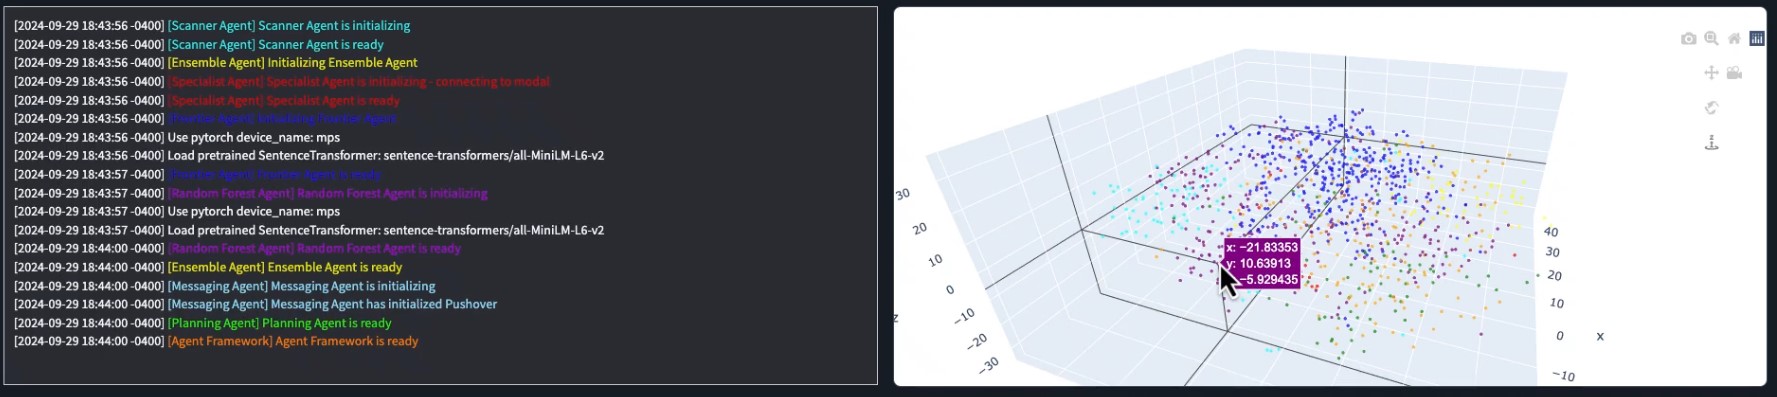 [2024-09-29 18:43:56 -0400] [Scanner Agent] Scanner Agent is initializing
[2024-09-29 18:43:56 -0400] [Scanner Agent] Scanner Agent is ready
[2024-09-29 18:43:56 -0400] [Ensemble Agent] Initializing Ensemble Agent
[2024-09-29 18:43:56 -0400] [Specialist Agent] Specialist Agent is initializing - connecting to modal
[2024-09-29 18:43:56 -0400] [Specialist Agent] Specialist Agent is ready
[2024-09-29 18:43:56 -0400] [Frontier Agent] Initializing Frontier Agent
[2024-09-29 18:43:56 -0400] Use pytorch device_name: mps
[2024-09-29 18:43:56 -0400] Load pretrained SentenceTransformer: sentence-transformers/all-MiniLM-L6-v2
[2024-09-29 18:43:57 -0400] [Frontier Agent] Frontier Agent is ready
[2024-09-29 18:43:57 -0400] [Random Forest Agent] Random Forest Agent is initializing
[2024-09-29 18:43:57 -0400] Use pytorch device_name: mps
[2024-09-29 18:43:57 -0400] Load pretrained SentenceTransformer: sentence-transformers/all-MiniLM-L6-v2
[2024-09-29 18:44:00 -0400] [Random Forest Agent] Random Forest Agent is ready
[2024-09-29 18:44:00 -0400] [Ensemble Agent] Ensemble Agent is ready
[2024-09-29 18:44:00 -0400] [Messaging Agent] Messaging Agent is initializing
[2024-09-29 18:44:00 -0400] [Messaging Agent] Messaging Agent has initialized Pushover
[2024-09-29 18:44:00 -0400] [Planning Agent] Planning Agent is ready
[2024-09-29 18:44:00 -0400] [Agent Framework] Agent Framework is ready
30
20
10
0
−10
−20
−30
z
x: −21.83353
y: 10.63913
−5.929435
40
30
20
10
0
−10
x